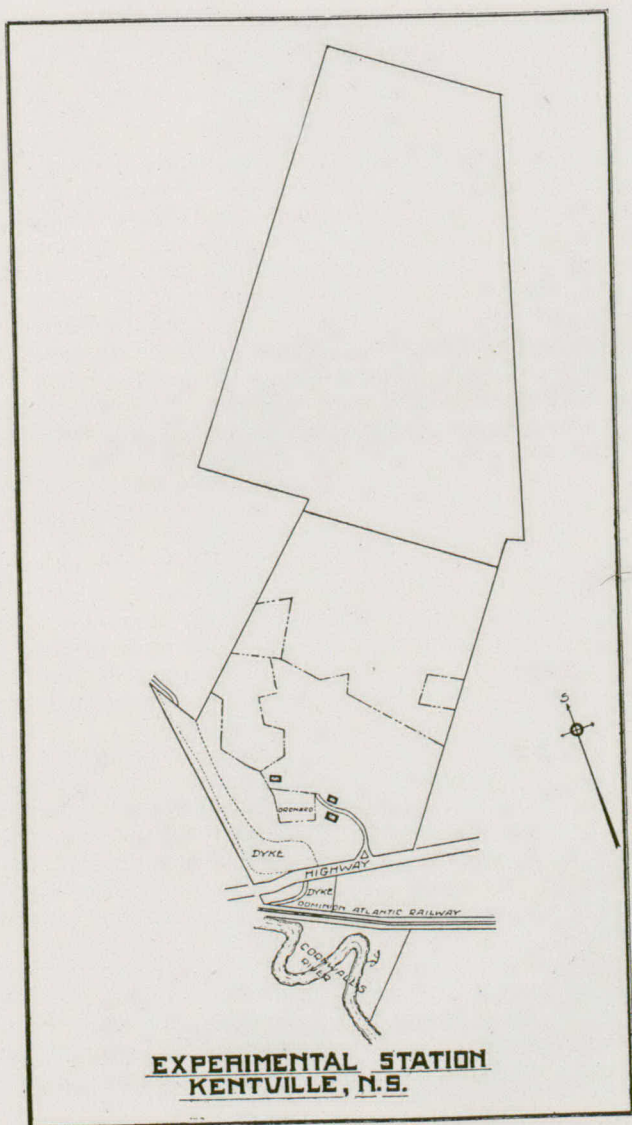 S
ORCHARD
DYKE
HIGHWAY
DYKE
DOMINION ATLANTIC RAILWAY
CORNWALLIS
RIVER
EXPERIMENTAL STATION
KENTVILLE, N.S.